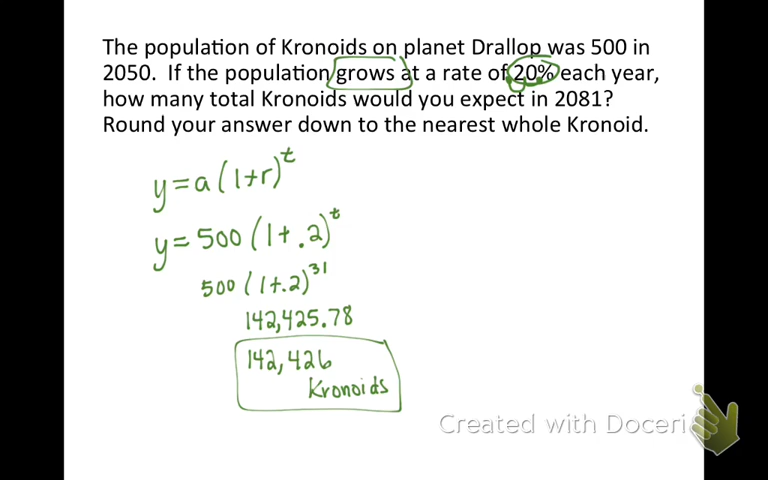 The population of Kronoids on planet Drallop was 500 in
2050. If the population grows at a rate of 20% each year,
how many total Kronoids would you expect in 2081?
Round your answer down to the nearest whole Kronoid.
y=a(1+r)^t
y=500(1+.2)^t
500(1+.2)^31
142,425.78
142,426
Kronoids
Created with Doceri